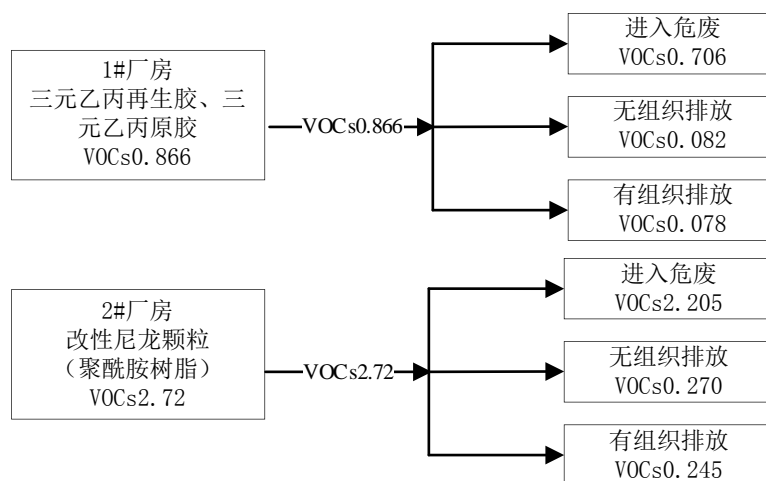 1#厂房
三元乙丙再生胶、三
元乙丙原胶
VOCs0.866
VOCs0.866
进入危废
VOCs0.706
无组织排放
VOCs0.082
有组织排放
VOCs0.078
2#厂房
改性尼龙颗粒
（聚酰胺树脂）
VOCs2.72
VOCs2.72
进入危废
VOCs2.205
无组织排放
VOCs0.270
有组织排放
VOCs0.245